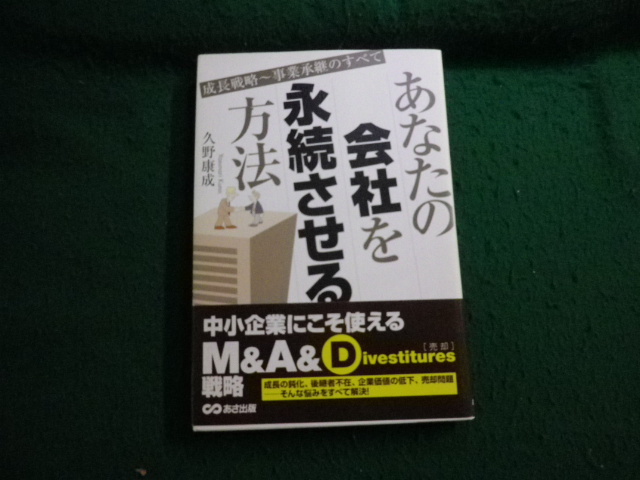 成長戦略～事業承継のすべて
あなたの
会社を
永続させる
方法
久野康成
中小企業にこそ使える
M&A&Divestitures
[売却]
戦略
成長の鈍化、後継者不在、企業価値の低下、売却問題
――そんな悩みをすべて解決!
あさ出版